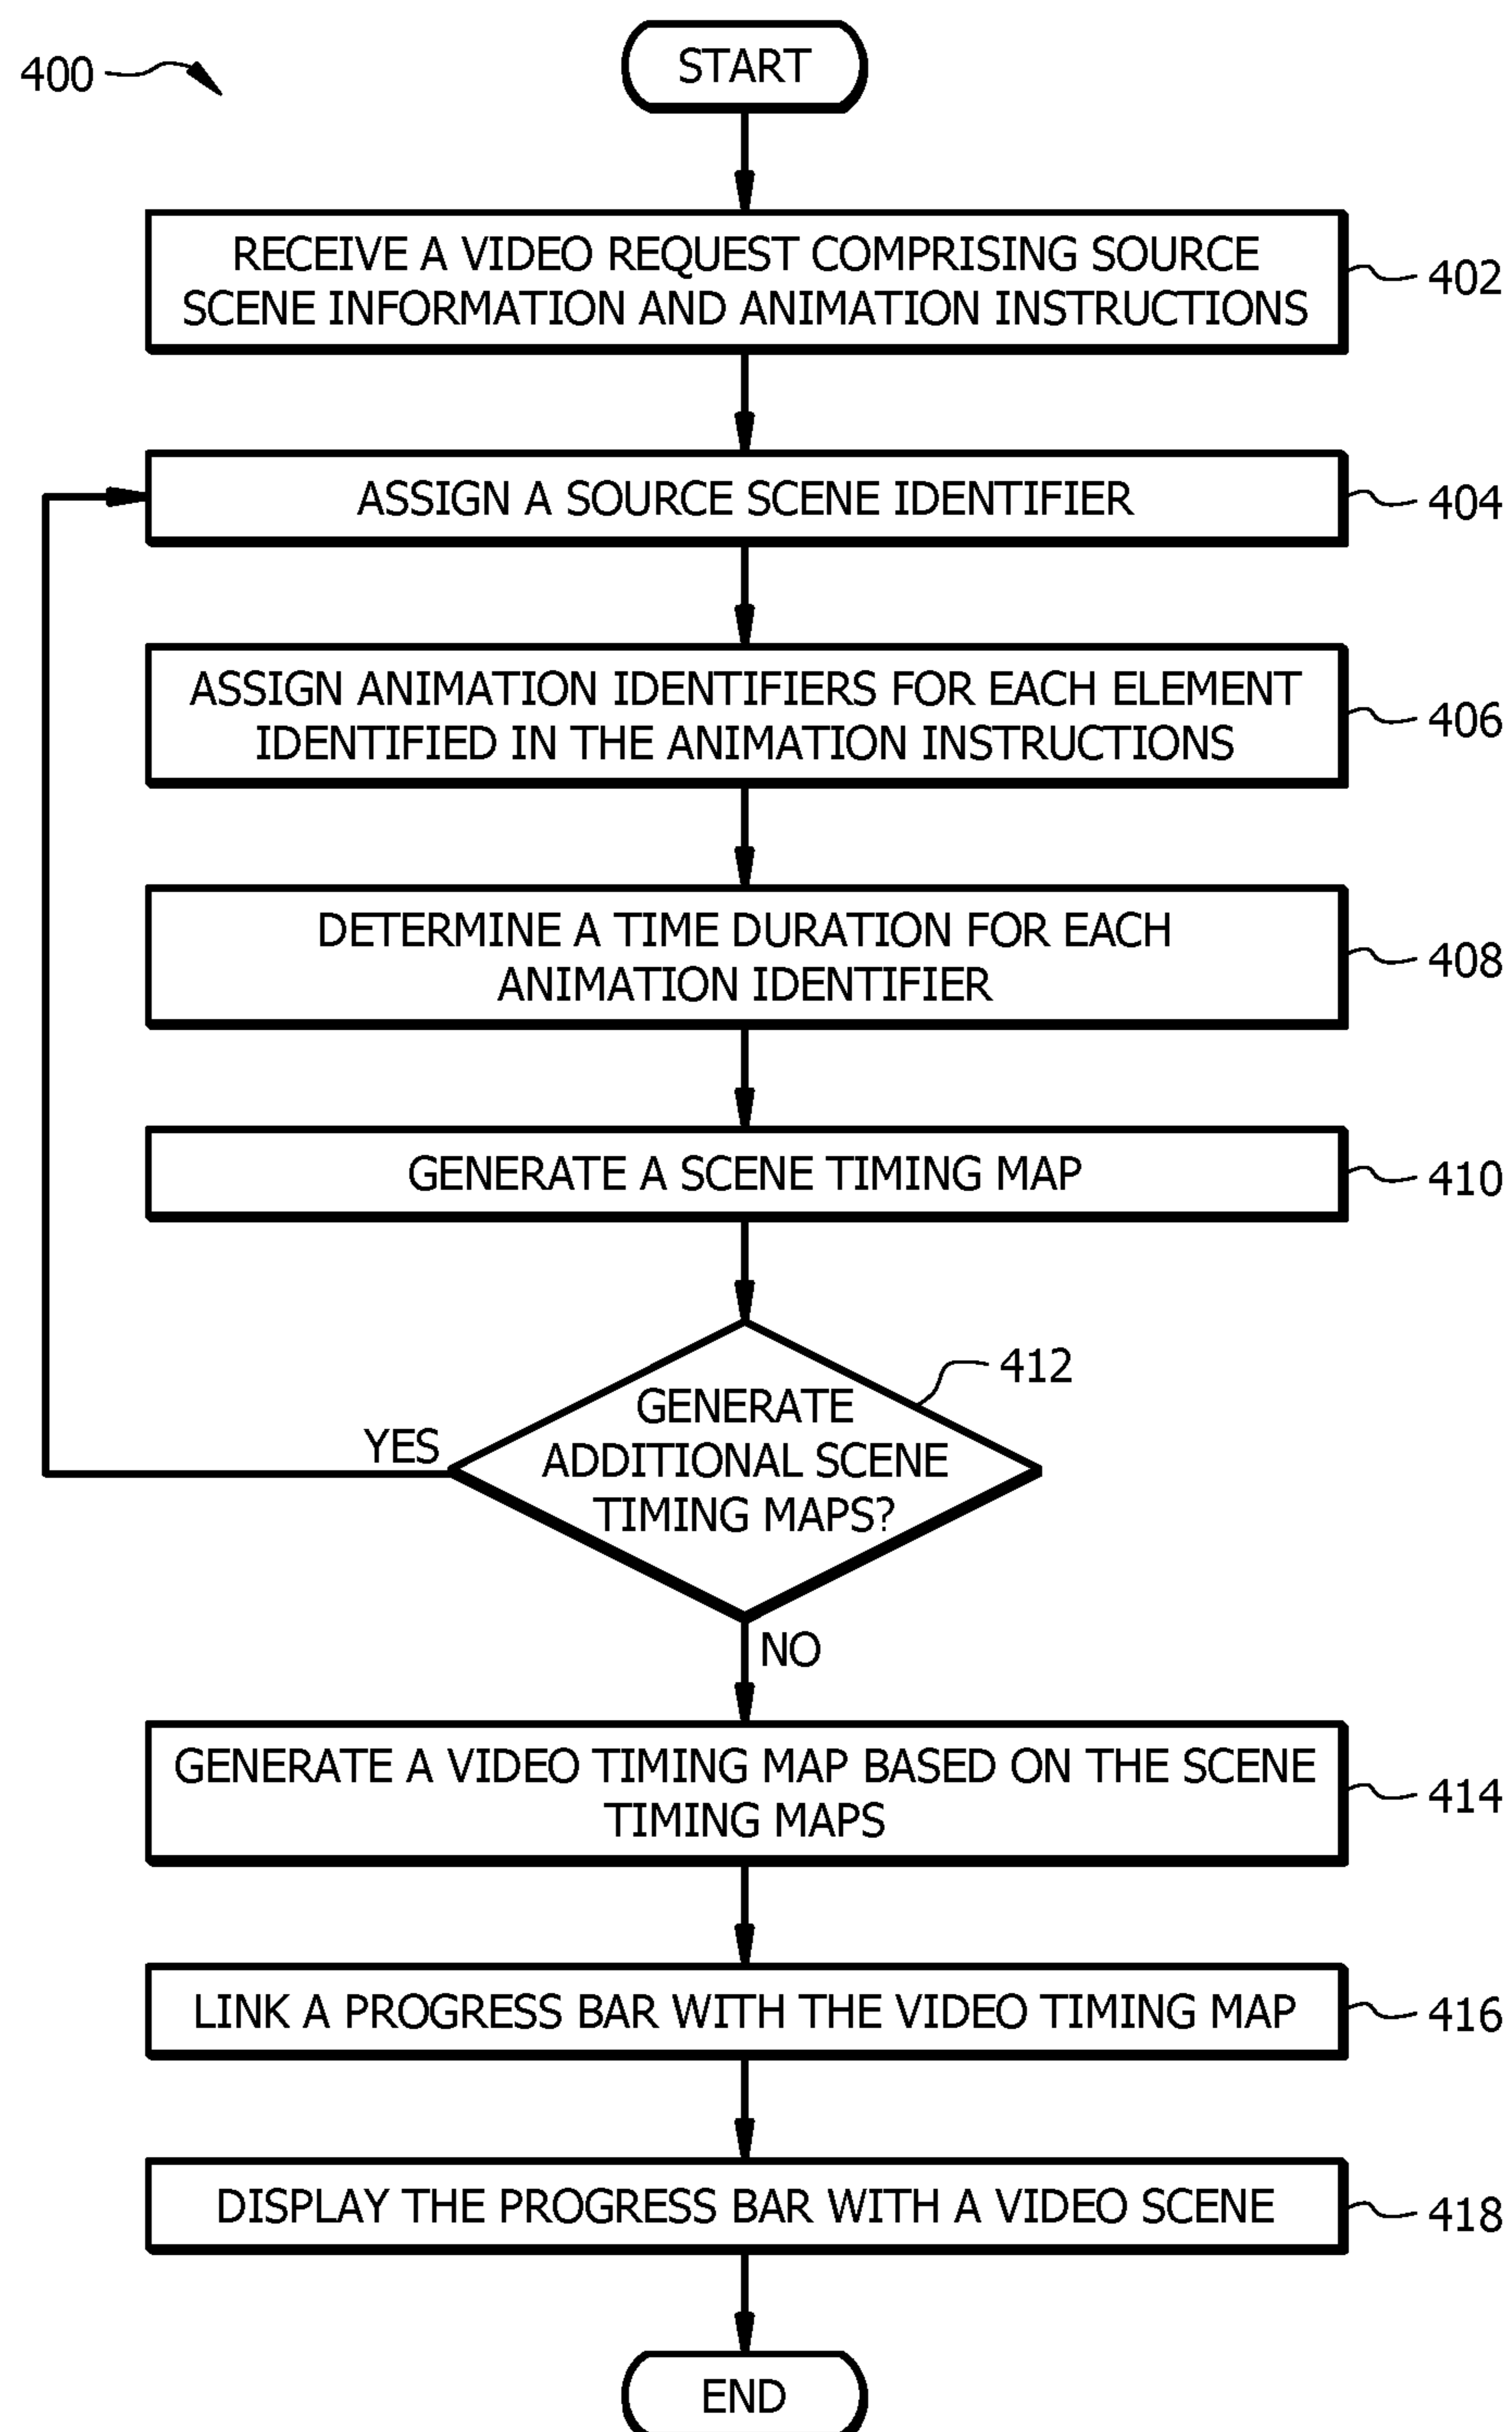 400
START
RECEIVE A VIDEO REQUEST COMPRISING SOURCE
SCENE INFORMATION AND ANIMATION INSTRUCTIONS
402
ASSIGN A SOURCE SCENE IDENTIFIER
404
ASSIGN ANIMATION IDENTIFIERS FOR EACH ELEMENT
IDENTIFIED IN THE ANIMATION INSTRUCTIONS
406
DETERMINE A TIME DURATION FOR EACH
ANIMATION IDENTIFIER
408
GENERATE A SCENE TIMING MAP
410
412
GENERATE
ADDITIONAL SCENE
TIMING MAPS?
YES
NO
GENERATE A VIDEO TIMING MAP BASED ON THE SCENE
TIMING MAPS
414
LINK A PROGRESS BAR WITH THE VIDEO TIMING MAP
416
DISPLAY THE PROGRESS BAR WITH A VIDEO SCENE
418
END